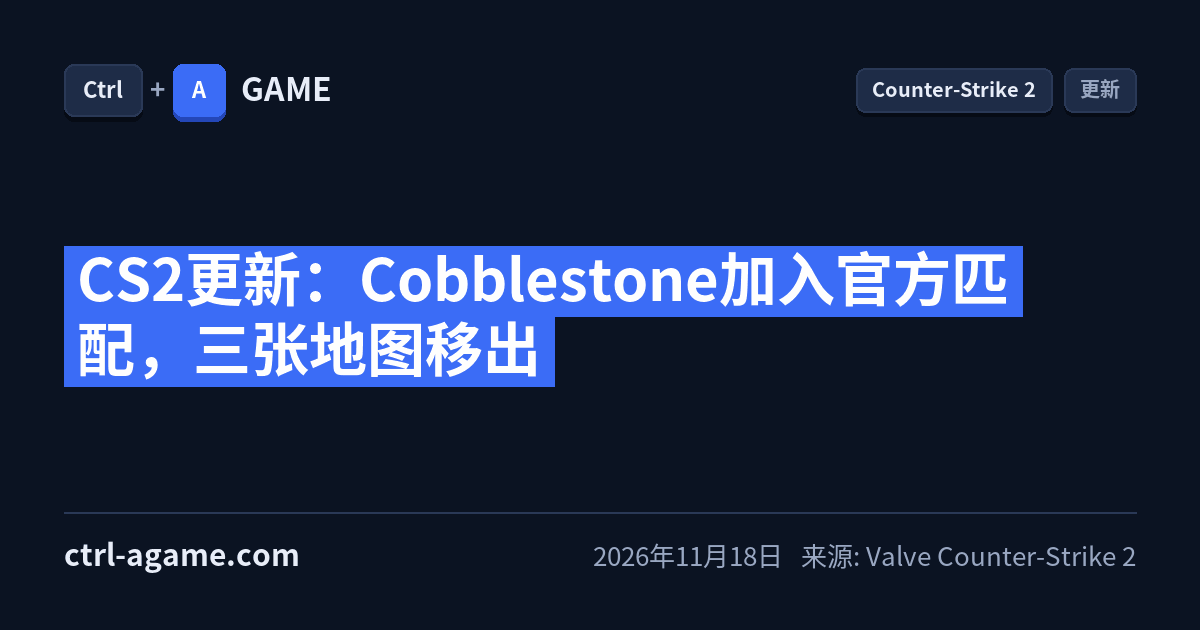 Ctrl + A GAME
Counter-Strike 2 更新
CS2更新：Cobblestone加入官方匹
配，三张地图移出
ctrl-agame.com
2026年11月18日 来源: Valve Counter-Strike 2